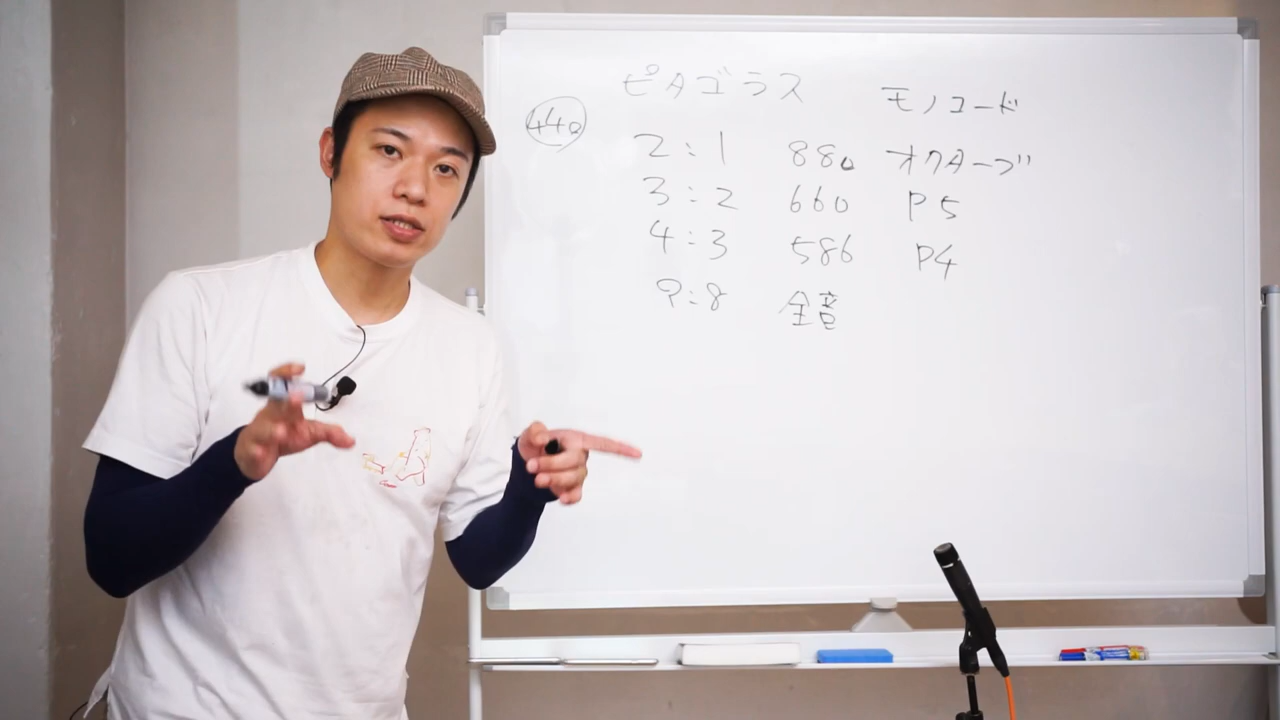 ピタゴラス モノコード
440
2:1 880 オクターブ
3:2 660 P5
4:3 586 P4
9:8 全音